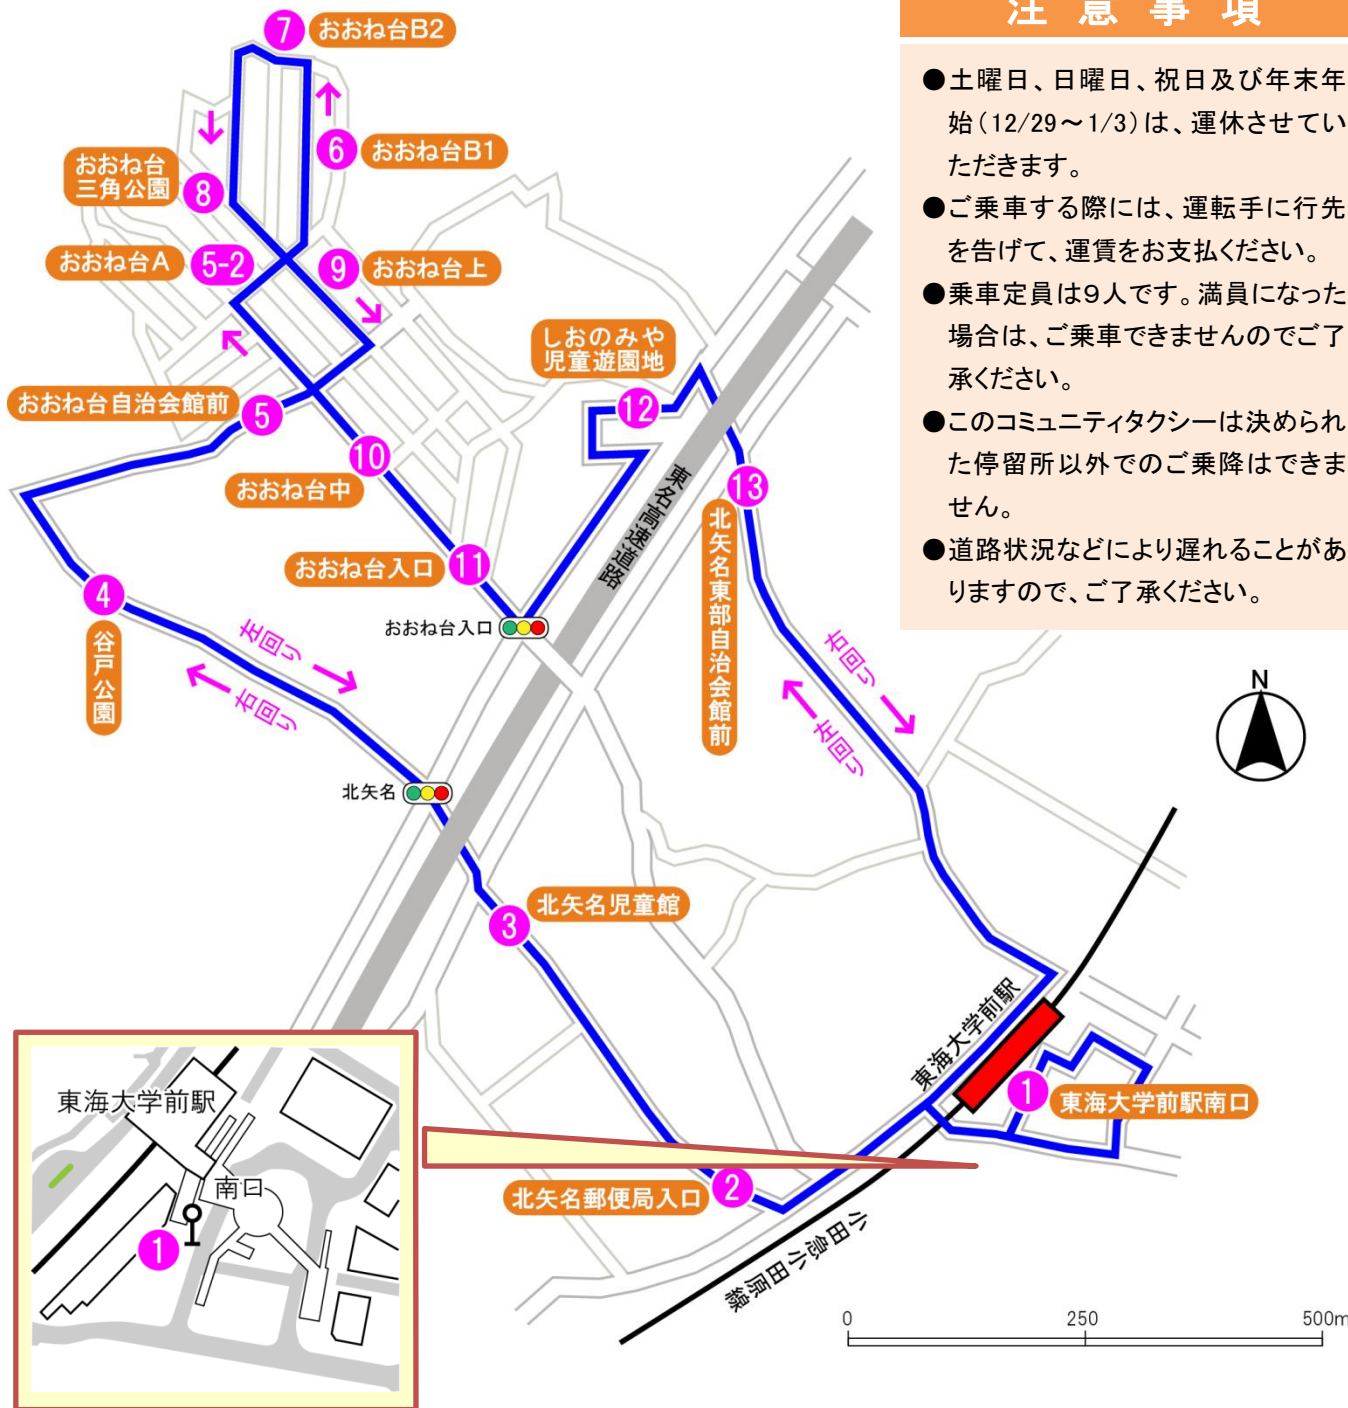 注意事項
●土曜日、日曜日、祝日及び年末年
始(12/29～1/3)は、運休させてい
ただきます。
●ご乗車する際には、運転手に行先
を告げて、運賃をお支払ください。
●乗車定員は9人です。満員になった
場合は、ご乗車できませんのでご了
承ください。
●このコミュニティタクシーは決められ
た停留所以外でのご乗降はできま
せん。
●道路状況などにより遅れることがあ
りますので、ご了承ください。
7 おおね台B2
6 おおね台B1
おおね台
三角公園
8
おおね台A 5-2
9 おおね台上
しおのみや
児童遊園地
12
おおね台自治会館前 5
10
おおね台中
東名高速道路
13
北矢名東部自治会館前
おおね台入口 11
4
谷戸公園
おおね台入口
左回り
右回り
右回り
左回り
N
北矢名
3 北矢名児童館
東海大学前駅
1 東海大学前駅南口
北矢名郵便局入口 2
小田急小田原線
東海大学前駅
南口
1
0 250 500m